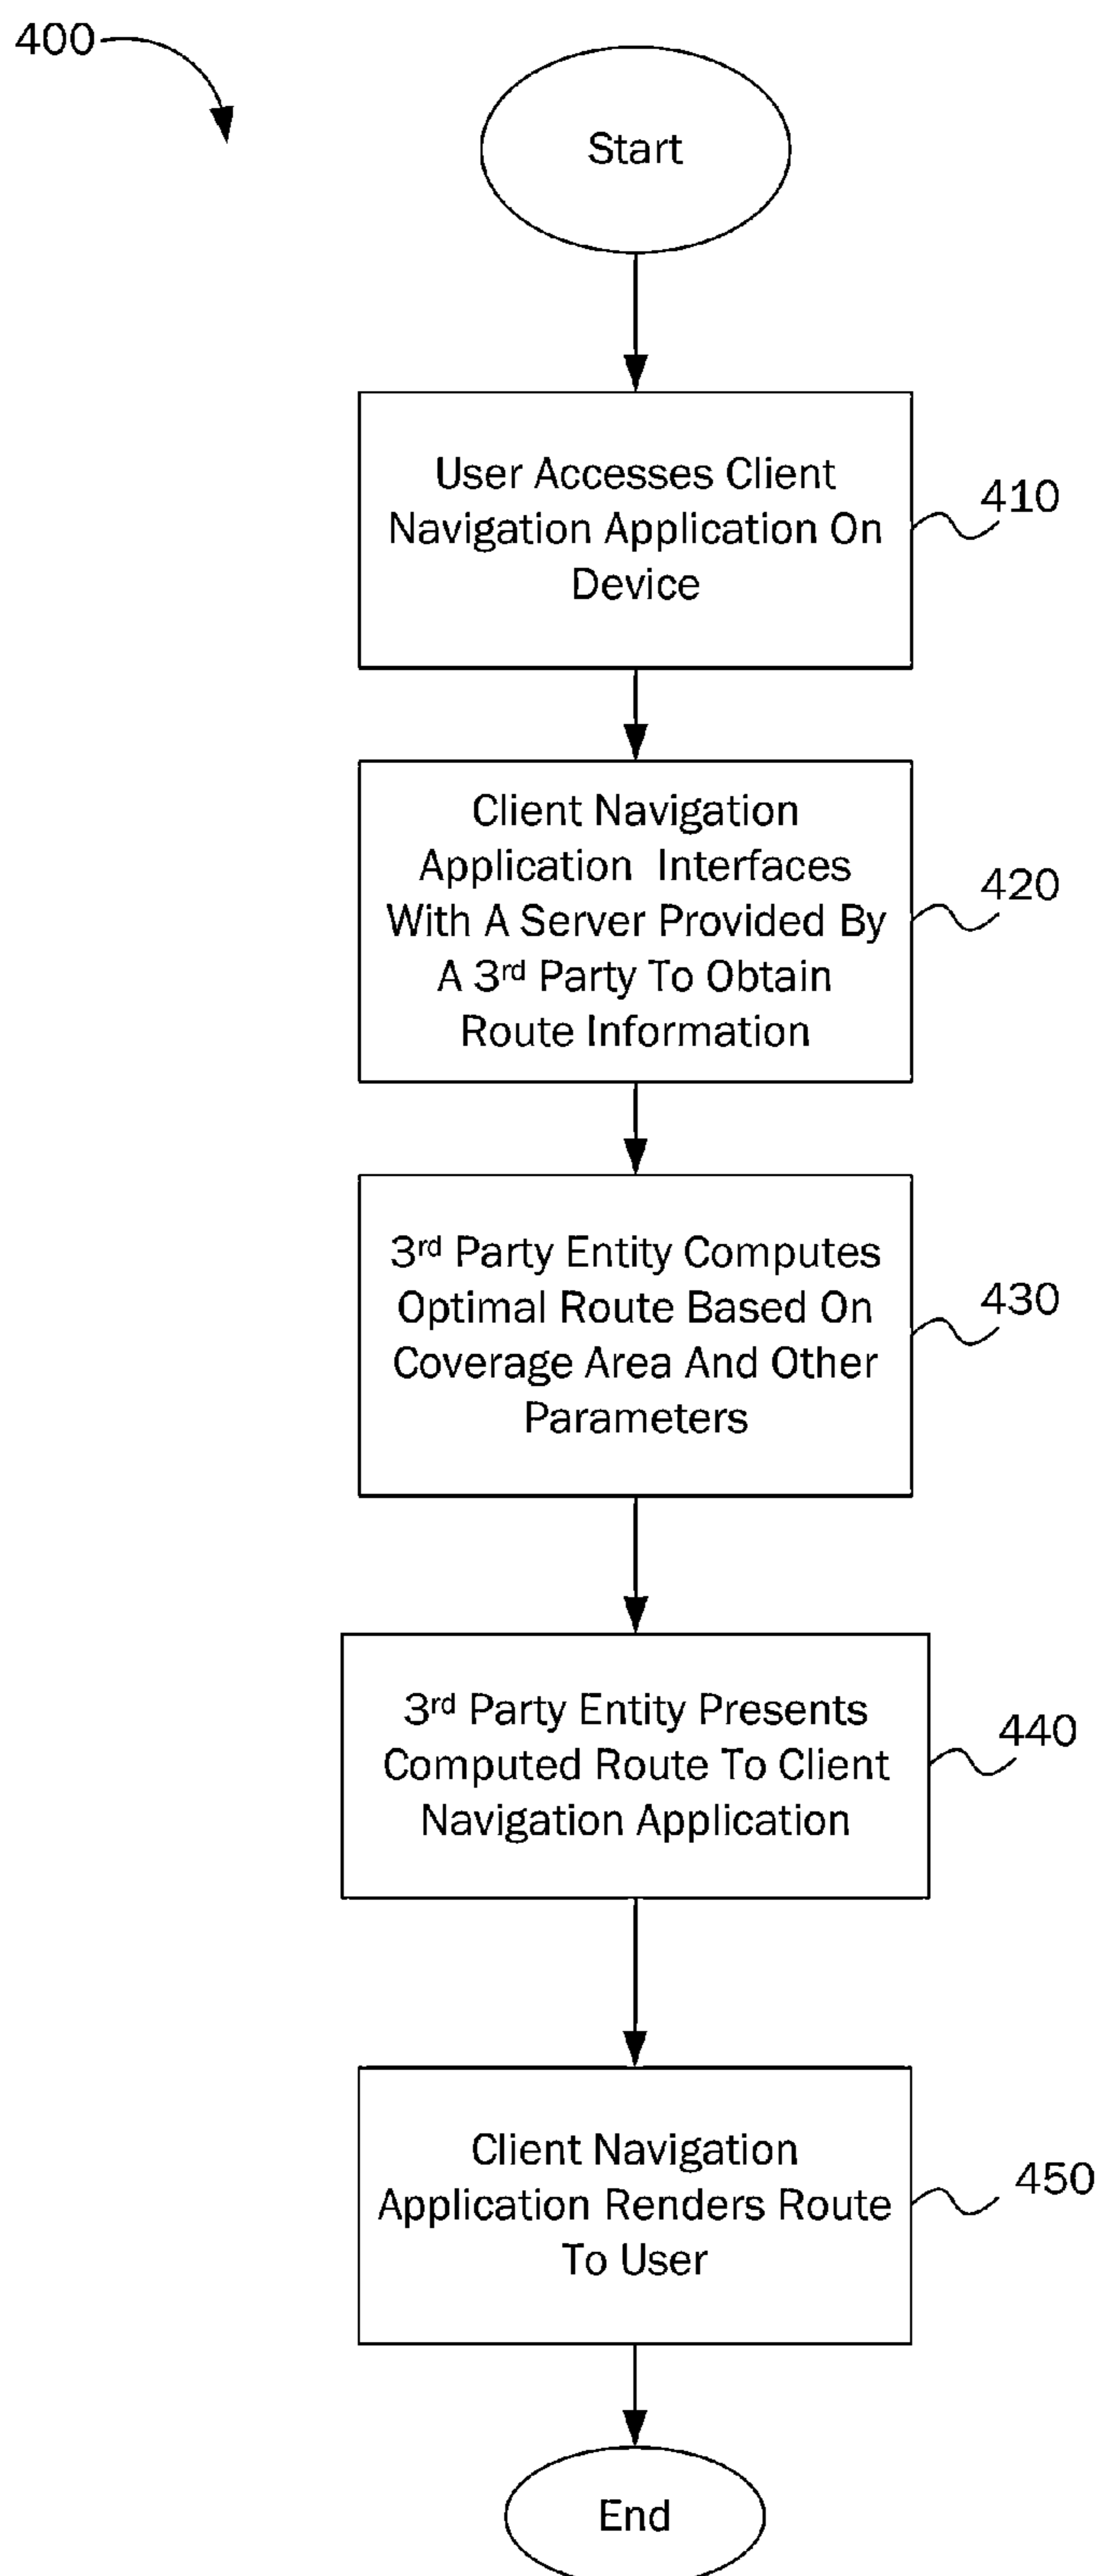 400
Start
User Accesses Client
Navigation Application On
Device
410
Client Navigation
Application Interfaces
With A Server Provided By
A 3rd Party To Obtain
Route Information
420
3rd Party Entity Computes
Optimal Route Based On
Coverage Area And Other
Parameters
430
3rd Party Entity Presents
Computed Route To Client
Navigation Application
440
Client Navigation
Application Renders Route
To User
450
End